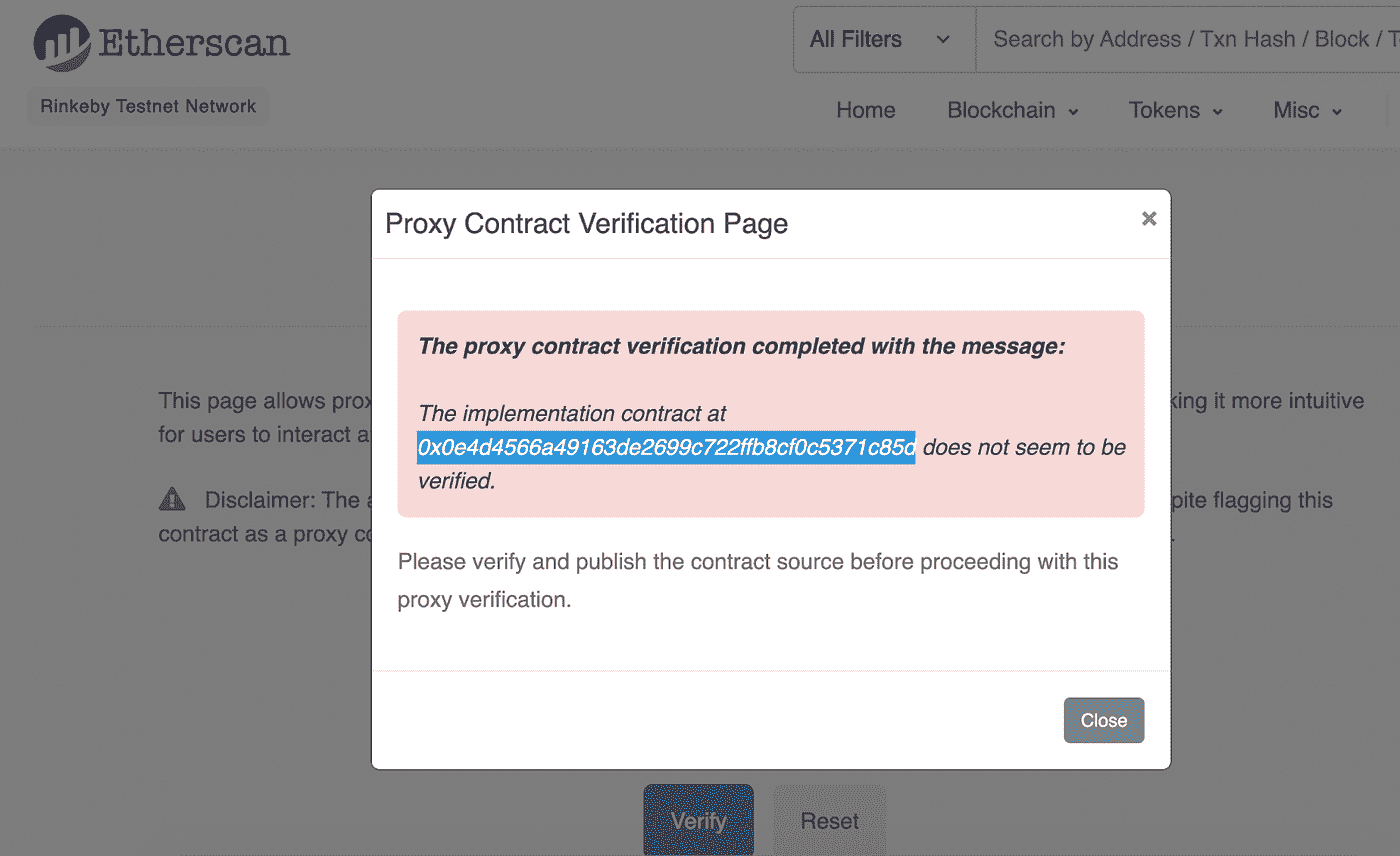 Etherscan
All Filters
Search by Address / Txn Hash / Block / T
Rinkeby Testnet Network
Home
Blockchain
Tokens
Misc
Proxy Contract Verification Page
×
The proxy contract verification completed with the message:
The implementation contract at
0x0e4d4566a49163de2699c722ffb8cf0c5371c85d does not seem to be
verified.
Please verify and publish the contract source before proceeding with this
proxy verification.
Close
This page allows prox
king it more intuitive
for users to interact a
Disclaimer: The a
pite flagging this
contract as a proxy co
Verify
Reset